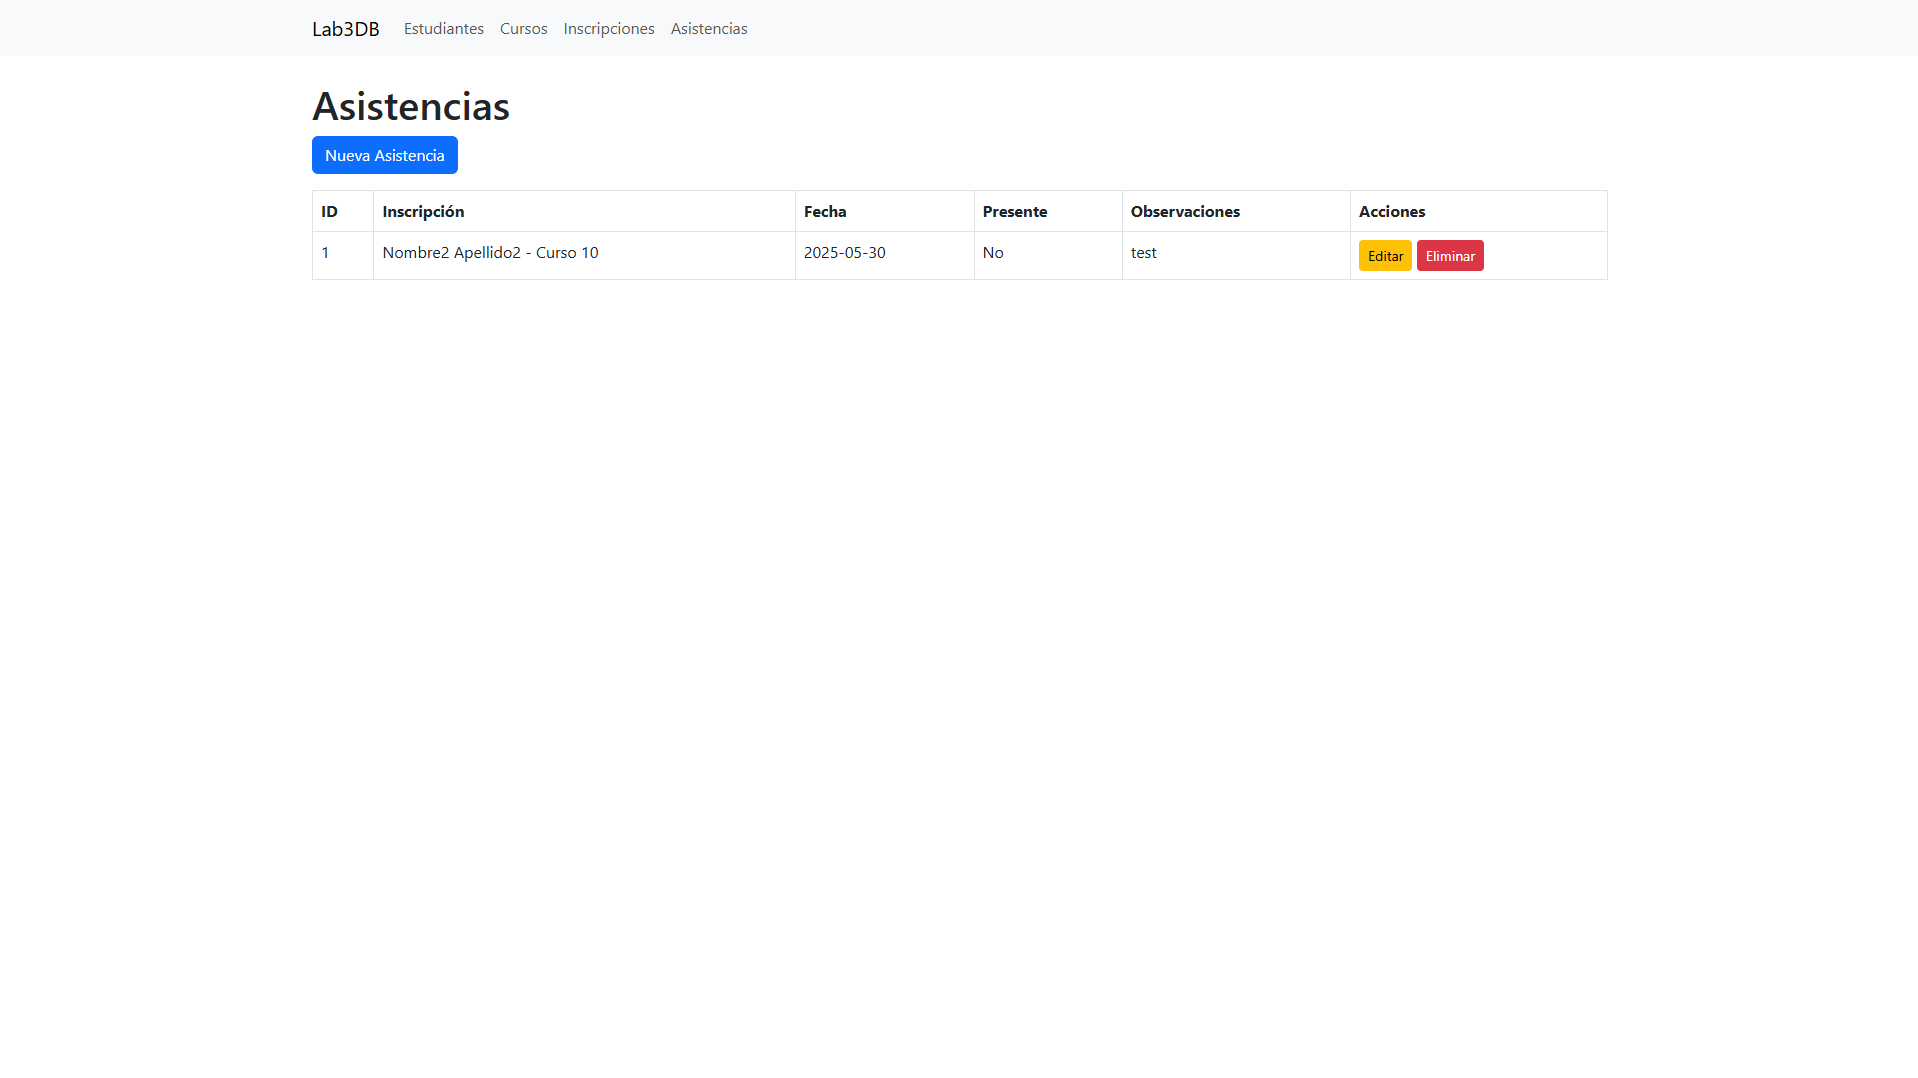 Lab3DB Estudiantes Cursos Inscripciones Asistencias
Asistencias
Nueva Asistencia
ID Inscripción Fecha Presente Observaciones Acciones
1 Nombre2 Apellido2 - Curso 10 2025-05-30 No test Editar Eliminar